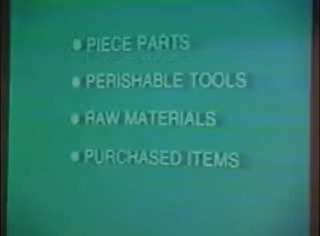 • PIECE PARTS
• PERISHABLE TOOLS
• RAW MATERIALS
• PURCHASED ITEMS